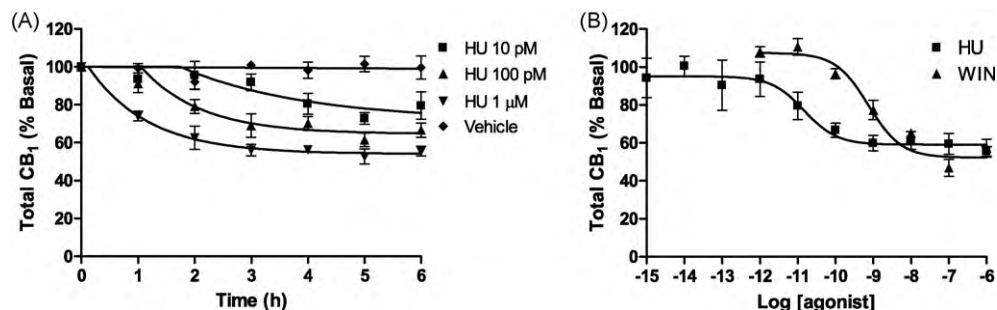 (A)
120
100
80
60
40
20
0
Total CB₁ (% Basal)
0 1 2 3 4 5 6
Time (h)
HU 10 pM
HU 100 pM
HU 1 μM
Vehicle
(B)
120
100
80
60
40
20
0
Total CB₁ (% Basal)
-15 -14 -13 -12 -11 -10 -9 -8 -7 -6
Log [agonist]
HU
WIN